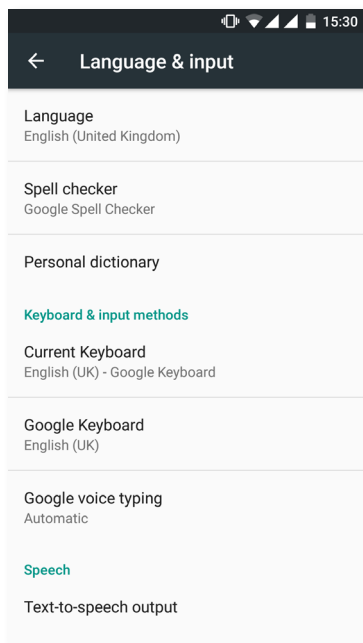 15:30
Language & input
Language
English (United Kingdom)
Spell checker
Google Spell Checker
Personal dictionary
Keyboard & input methods
Current Keyboard
English (UK) - Google Keyboard
Google Keyboard
English (UK)
Google voice typing
Automatic
Speech
Text-to-speech output